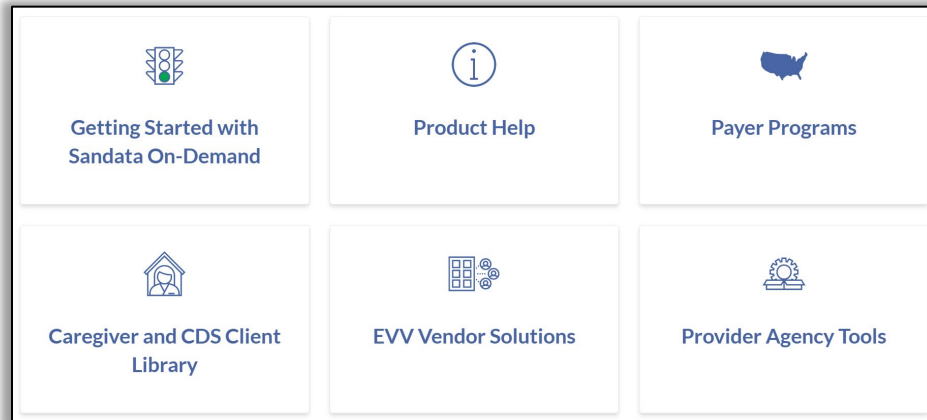 Getting Started with
Sandata On-Demand
Product Help
Payer Programs
Caregiver and CDS Client
Library
EVV Vendor Solutions
Provider Agency Tools